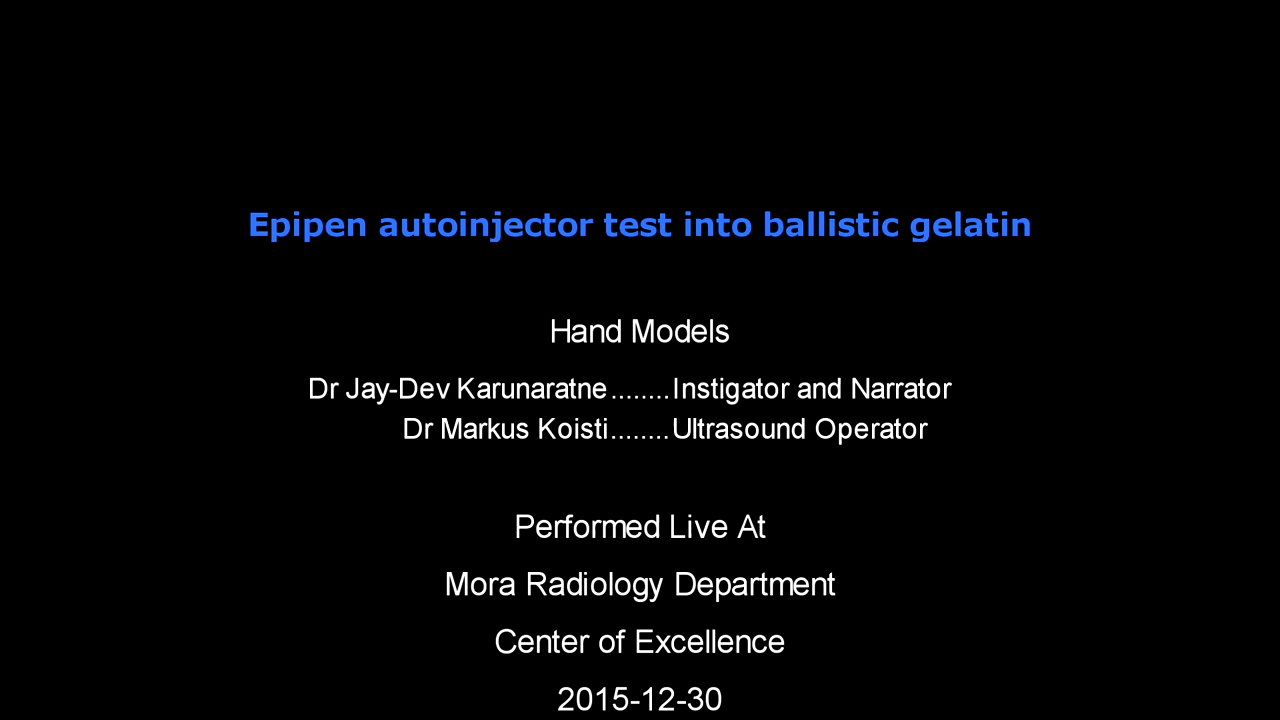 Epipen autoinjector test into ballistic gelatin
Hand Models
Dr Jay-Dev Karunaratne........Instigator and Narrator
Dr Markus Koisti........Ultrasound Operator
Performed Live At
Mora Radiology Department
Center of Excellence
2015-12-30